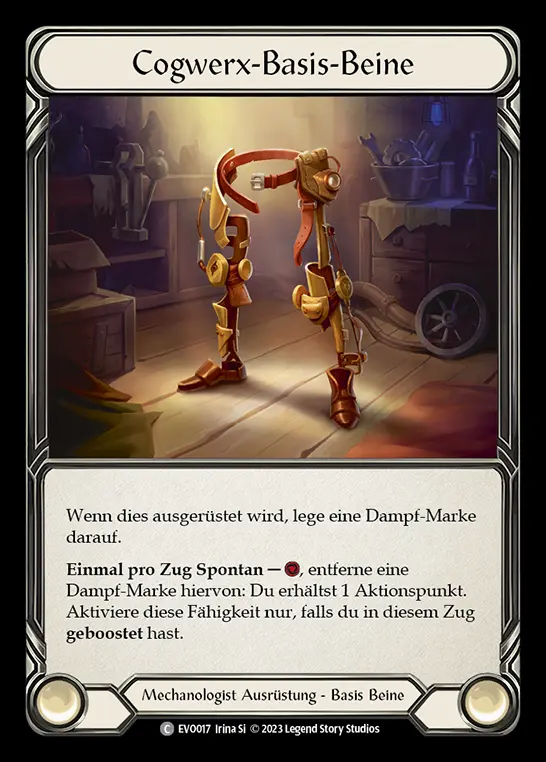 Cogwerx-Basis-Beine
Wenn dies ausgerüstet wird, lege eine Dampf-Marke
darauf.
Einmal pro Zug Spontan — , entferne eine
Dampf-Marke hiervon: Du erhältst 1 Aktionspunkt.
Aktiviere diese Fähigkeit nur, falls du in diesem Zug
geboostet hast.
Mechanologist Ausrüstung - Basis Beine
C EVO017 Irina Si © 2023 Legend Story Studios